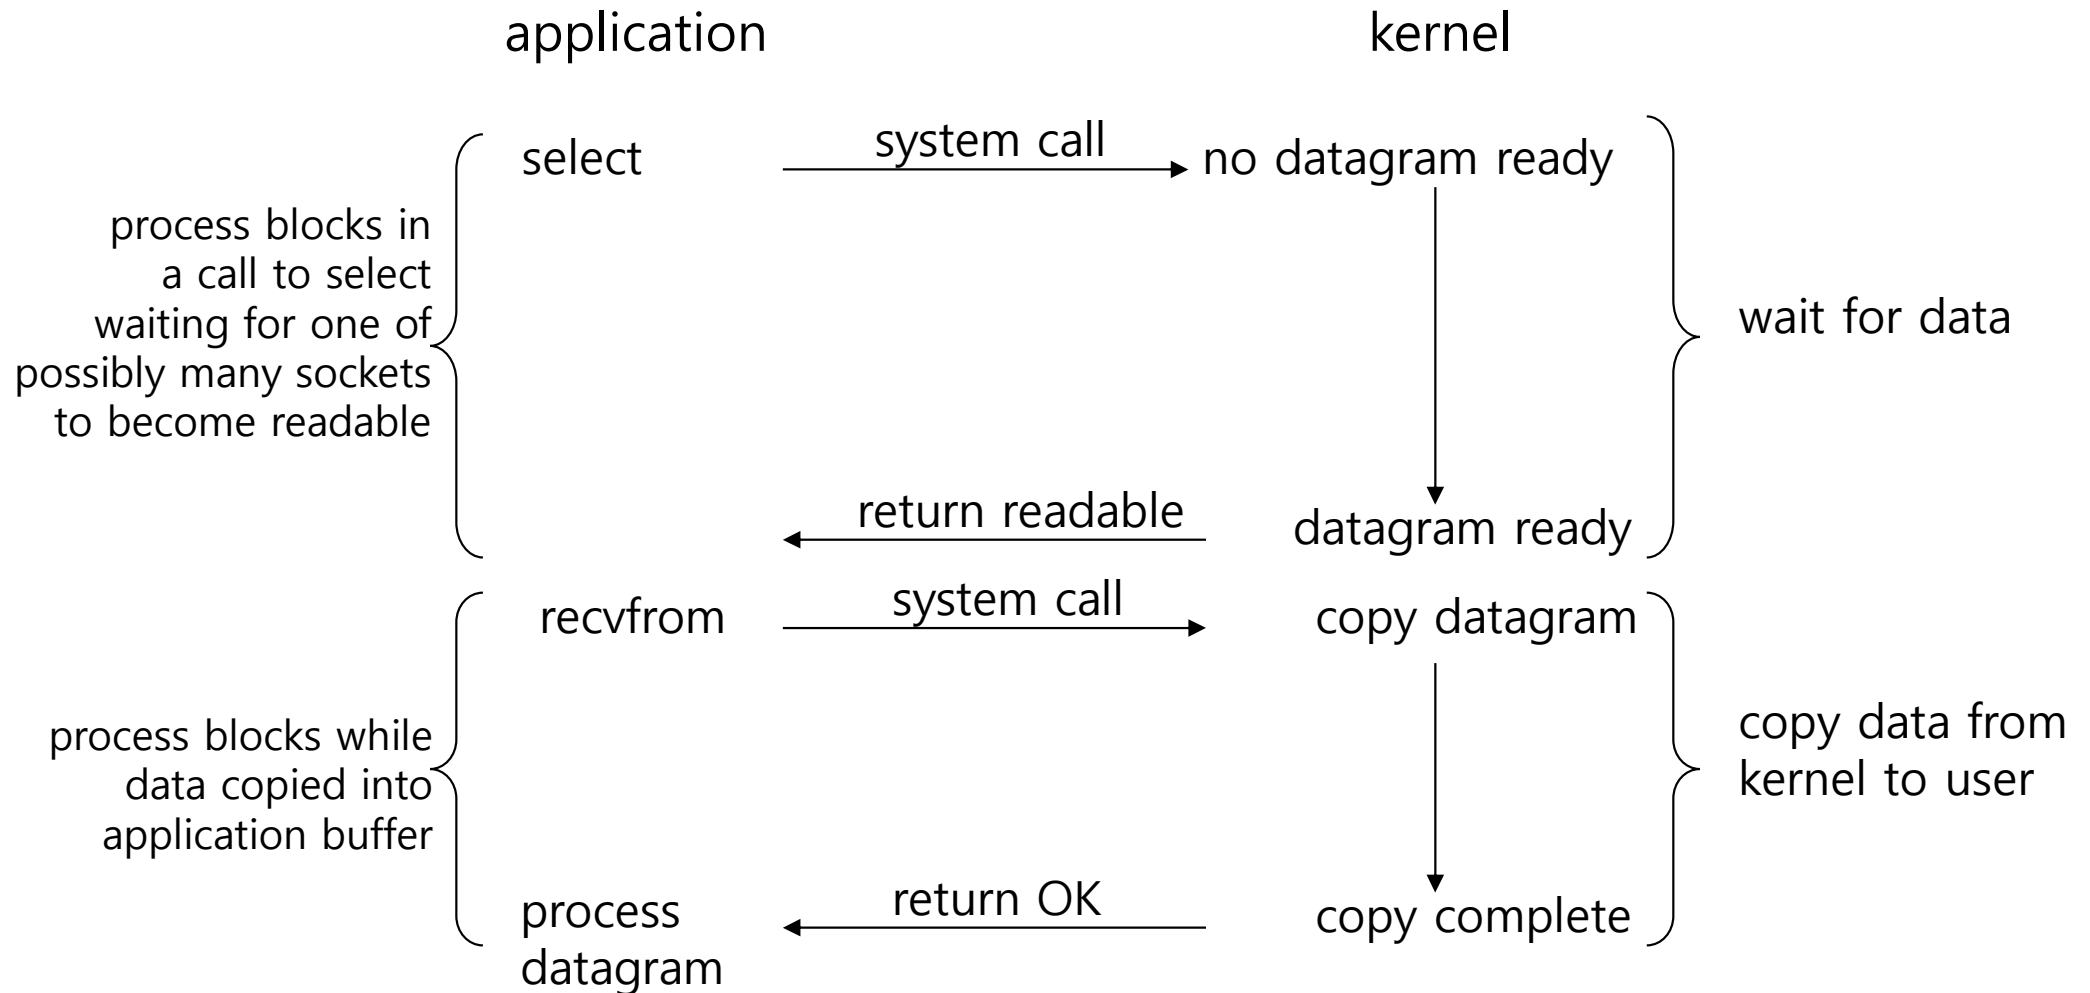 application
kernel
select
system call
no datagram ready
process blocks in
a call to select
waiting for one of
possibly many sockets
to become readable
wait for data
return readable
datagram ready
recvfrom
system call
copy datagram
process blocks while
data copied into
application buffer
copy data from
kernel to user
process
datagram
return OK
copy complete